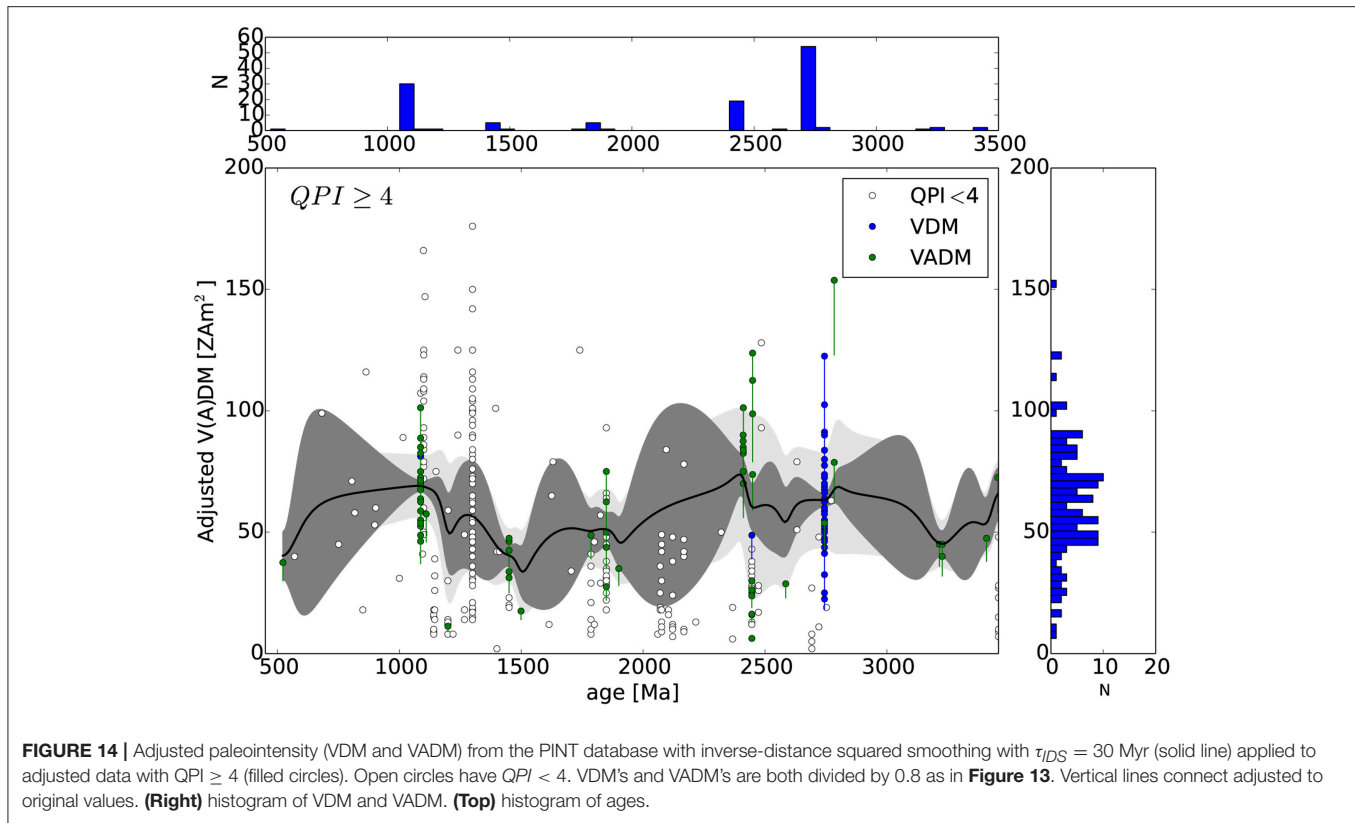 60
50
40
30
20
10
0
N
500 1000 1500 2000 2500 3000 3500
200
150
100
50
0
Adjusted V(A)DM [ZAm²]
QPI ≥ 4
QPI <4
VDM
VADM
500 1000 1500 2000 2500 3000
age [Ma]
200
150
100
50
0
0 10 20
N
FIGURE 14 | Adjusted paleointensity (VDM and VADM) from the PINT database with inverse-distance squared smoothing with τIDS = 30 Myr (solid line) applied to
adjusted data with QPI ≥ 4 (filled circles). Open circles have QPI < 4. VDM's and VADM's are both divided by 0.8 as in Figure 13. Vertical lines connect adjusted to
original values. (Right) histogram of VDM and VADM. (Top) histogram of ages.